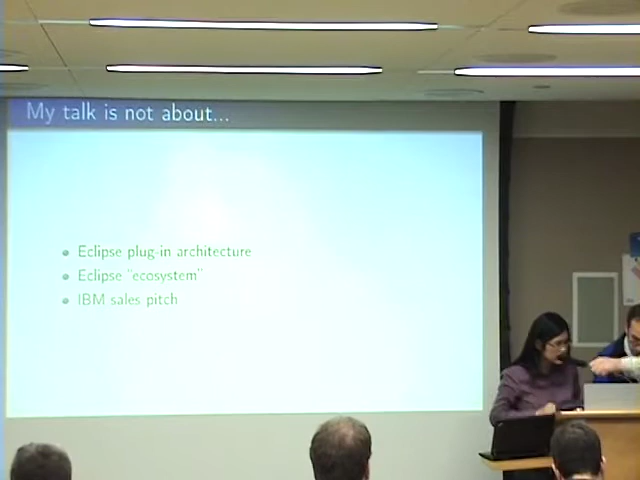 My talk is not about...
Eclipse plug-in architecture
Eclipse "ecosystem"
IBM sales pitch